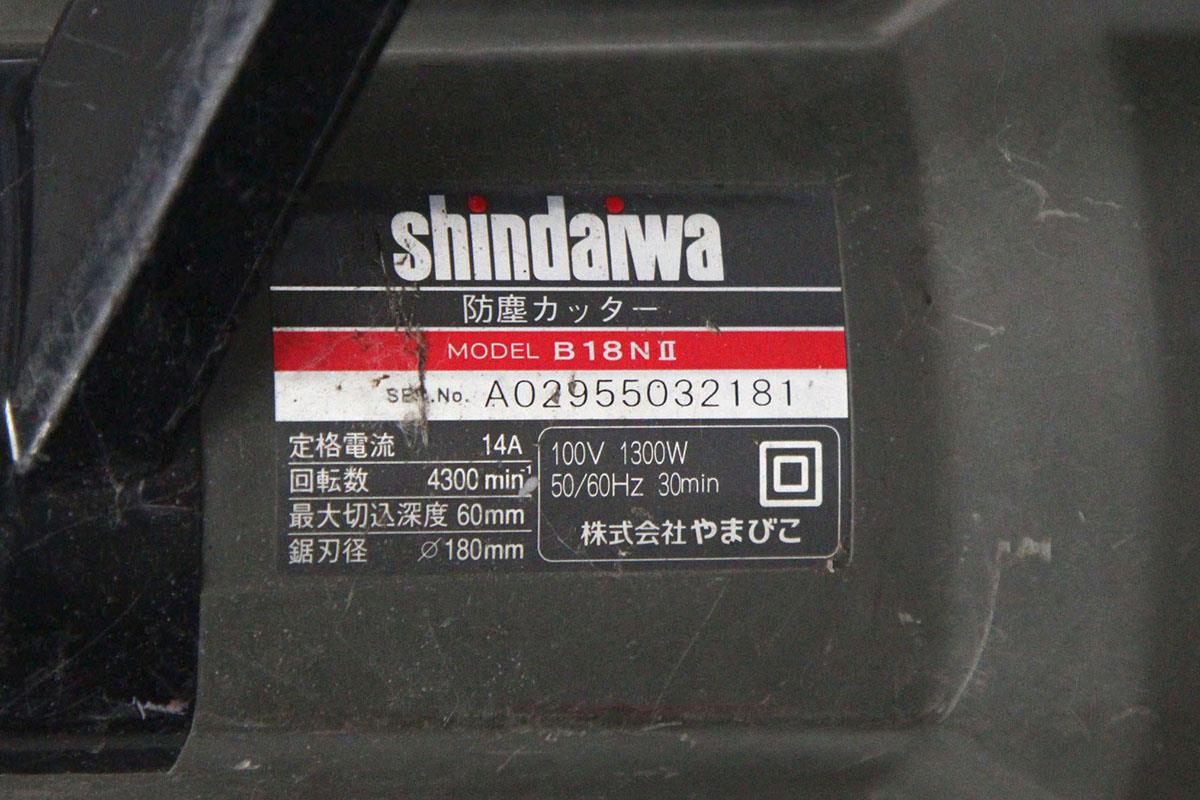 shindaiwa
防塵カッター
MODEL B18NⅡ
SER.No. A02955032181
定格電流 14A
回転数 4300 min⁻¹
最大切込深度 60mm
鋸刃径 ⌀180mm
100V 1300W
50/60Hz 30min
株式会社やまびこ